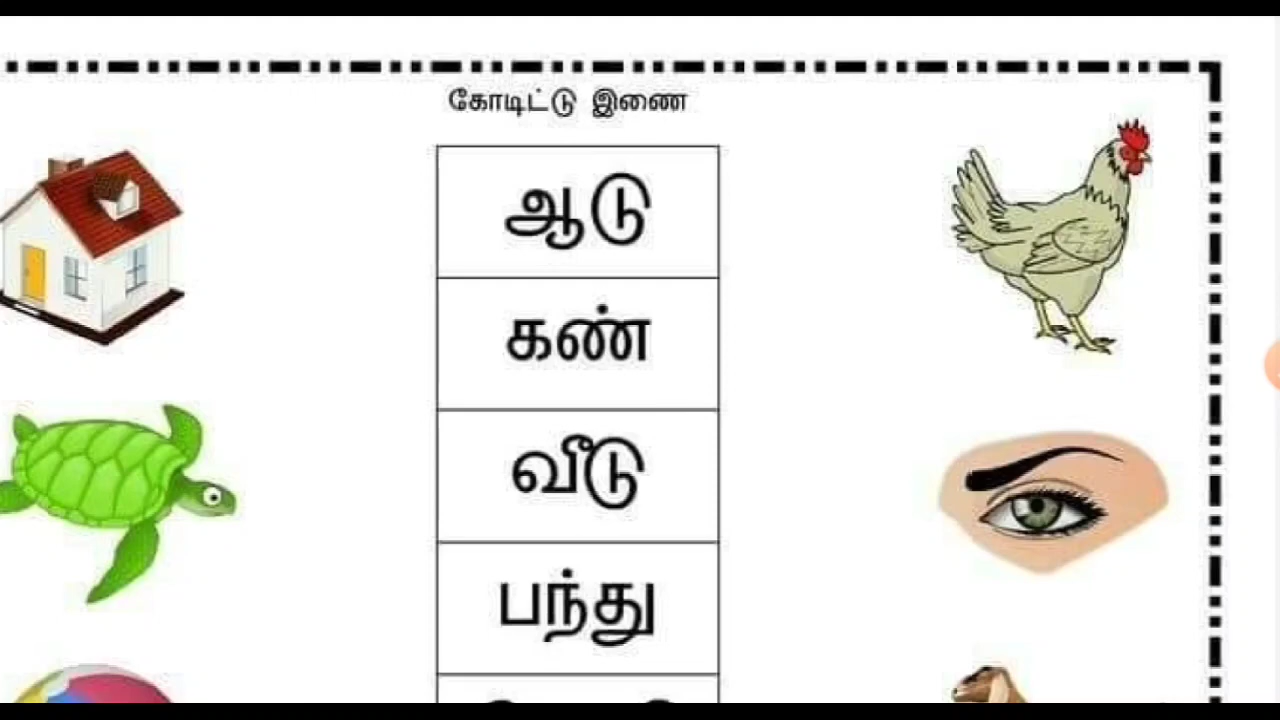 கோடிட்டு இணை
ஆடு
கண்
வீடு
பந்து